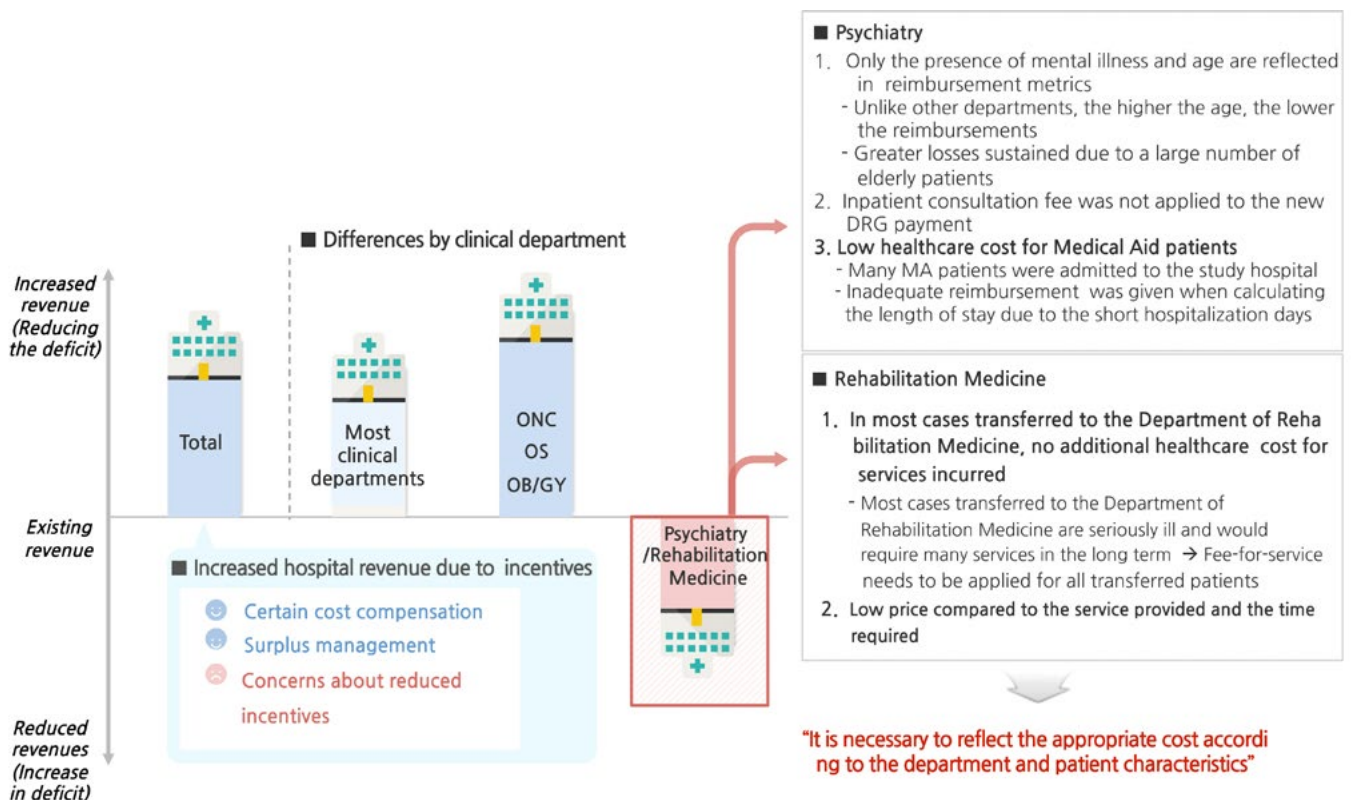 ■ Psychiatry
1. Only the presence of mental illness and age are reflected
in reimbursement metrics
- Unlike other departments, the higher the age, the lower
the reimbursements
- Greater losses sustained due to a large number of
elderly patients
2. Inpatient consultation fee was not applied to the new
DRG payment
3. Low healthcare cost for Medical Aid patients
- Many MA patients were admitted to the study hospital
- Inadequate reimbursement was given when calculating
the length of stay due to the short hospitalization days
■ Differences by clinical department
Increased
revenue
(Reducing
the deficit)
Total
Most
clinical
departments
ONC
OS
OB/GY
Existing
revenue
Psychiatry
/Rehabilitation
Medicine
■ Increased hospital revenue due to incentives
Certain cost compensation
Surplus management
Concerns about reduced
incentives
Reduced
revenues
(Increase
in deficit)
■ Rehabilitation Medicine
1. In most cases transferred to the Department of Reha
bilitation Medicine, no additional healthcare cost for
services incurred
- Most cases transferred to the Department of
Rehabilitation Medicine are seriously ill and would
require many services in the long term → Fee-for-service
needs to be applied for all transferred patients
2. Low price compared to the service provided and the time
required
“It is necessary to reflect the appropriate cost accordi
ng to the department and patient characteristics”